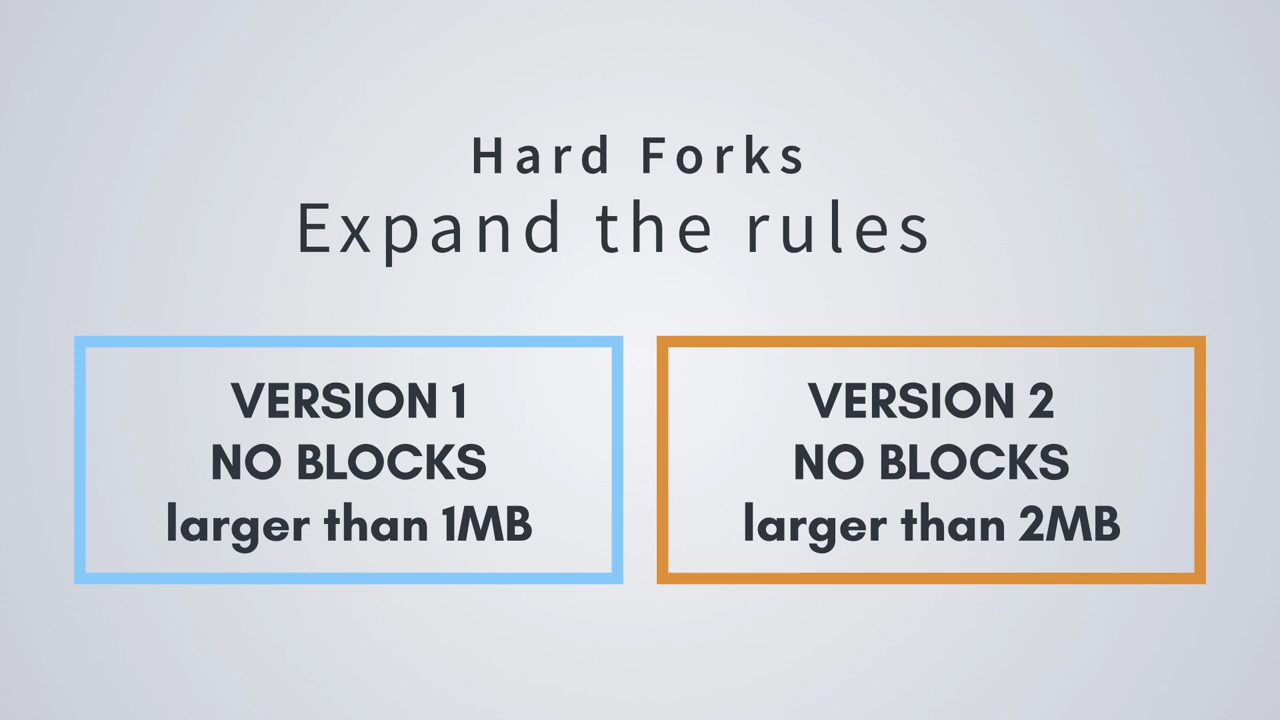 Hard Forks
Expand the rules
VERSION 1
NO BLOCKS
larger than 1MB
VERSION 2
NO BLOCKS
larger than 2MB